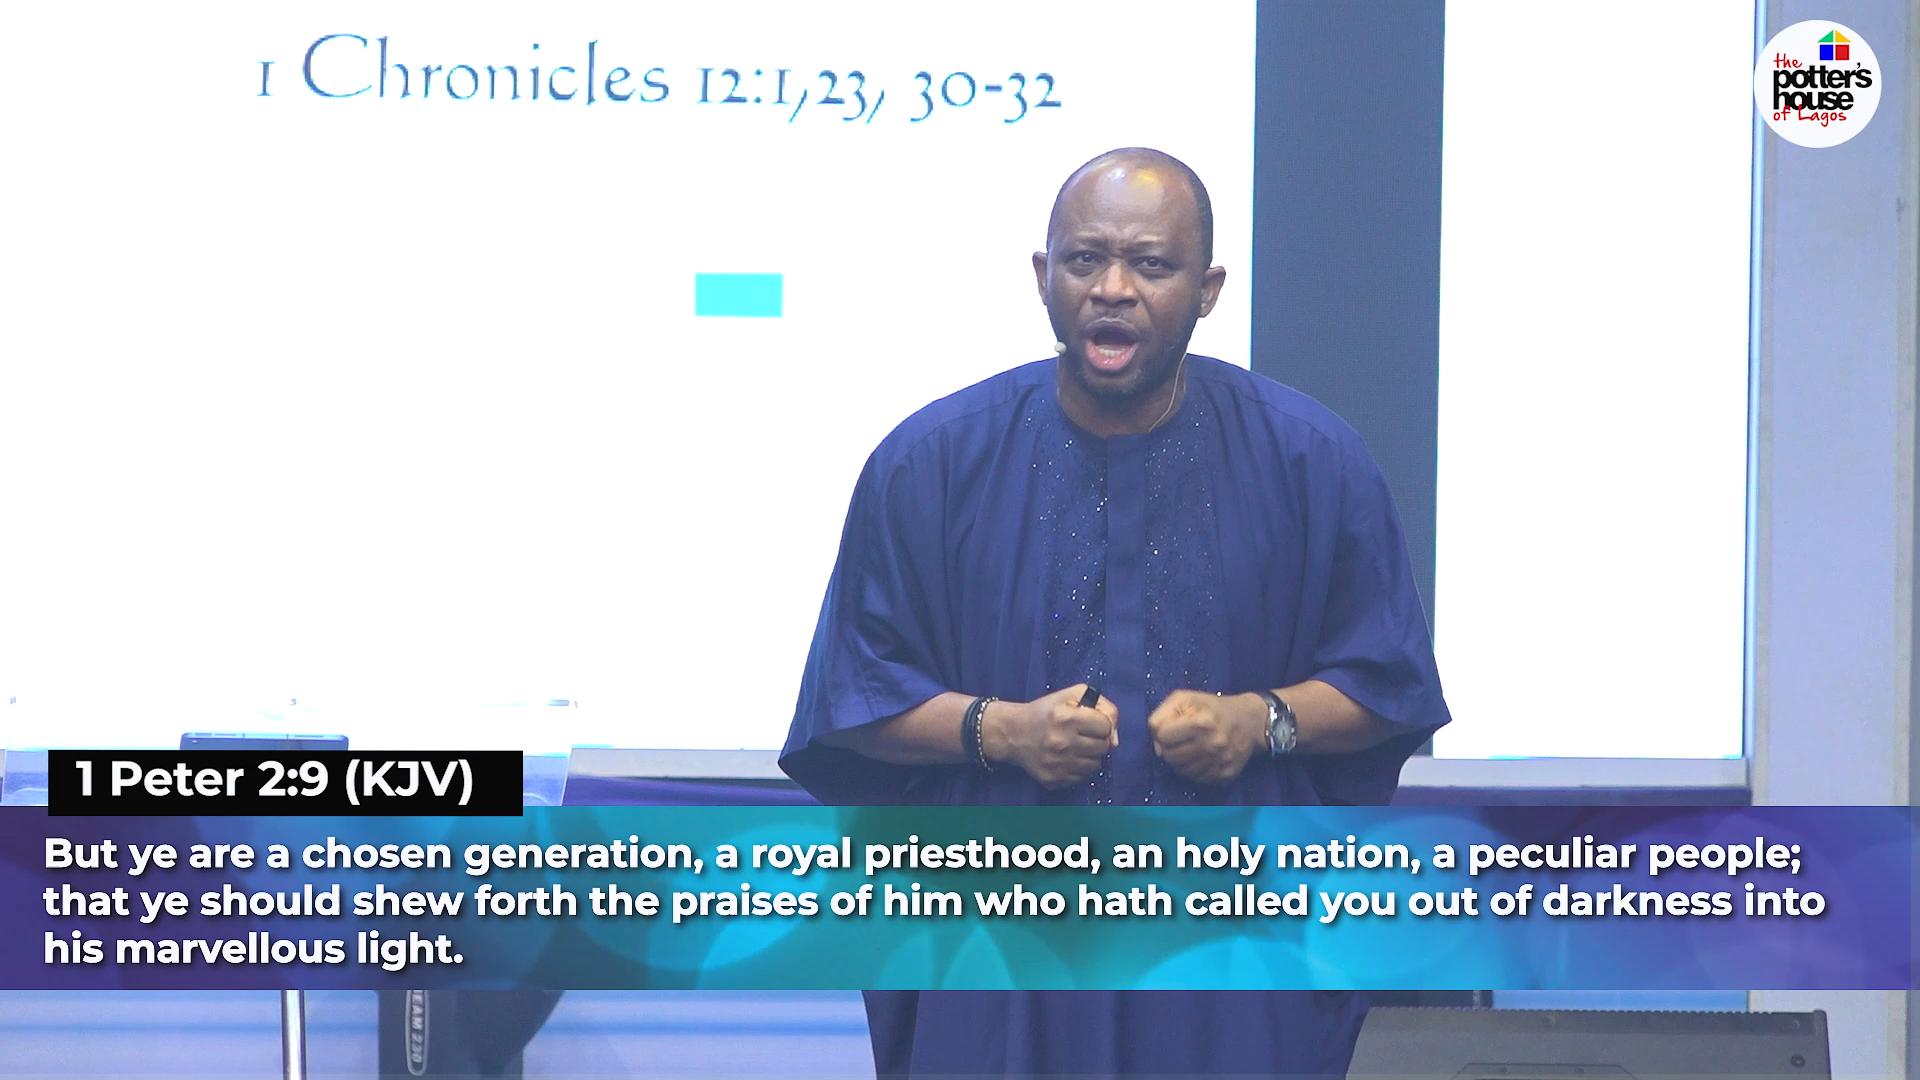 1 Chronicles 12:1,23, 30-32
the
potter's
house
of Lagos
1 Peter 2:9 (KJV)
But ye are a chosen generation, a royal priesthood, an holy nation, a peculiar people;
that ye should shew forth the praises of him who hath called you out of darkness into
his marvellous light.